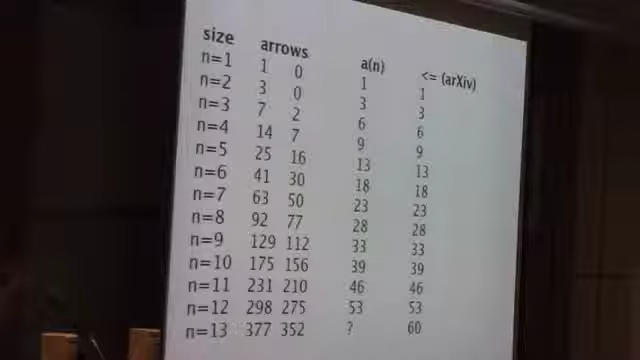 size arrows a(n) <= (arXiv)
n=1 1 0 1 1
n=2 3 0 3 3
n=3 7 2 6 6
n=4 14 7 9 9
n=5 25 16 13 13
n=6 41 30 18 18
n=7 63 50 23 23
n=8 92 77 28 28
n=9 129 112 33 33
n=10 175 156 39 39
n=11 231 210 46 46
n=12 298 275 53 53
n=13 377 352 ? 60